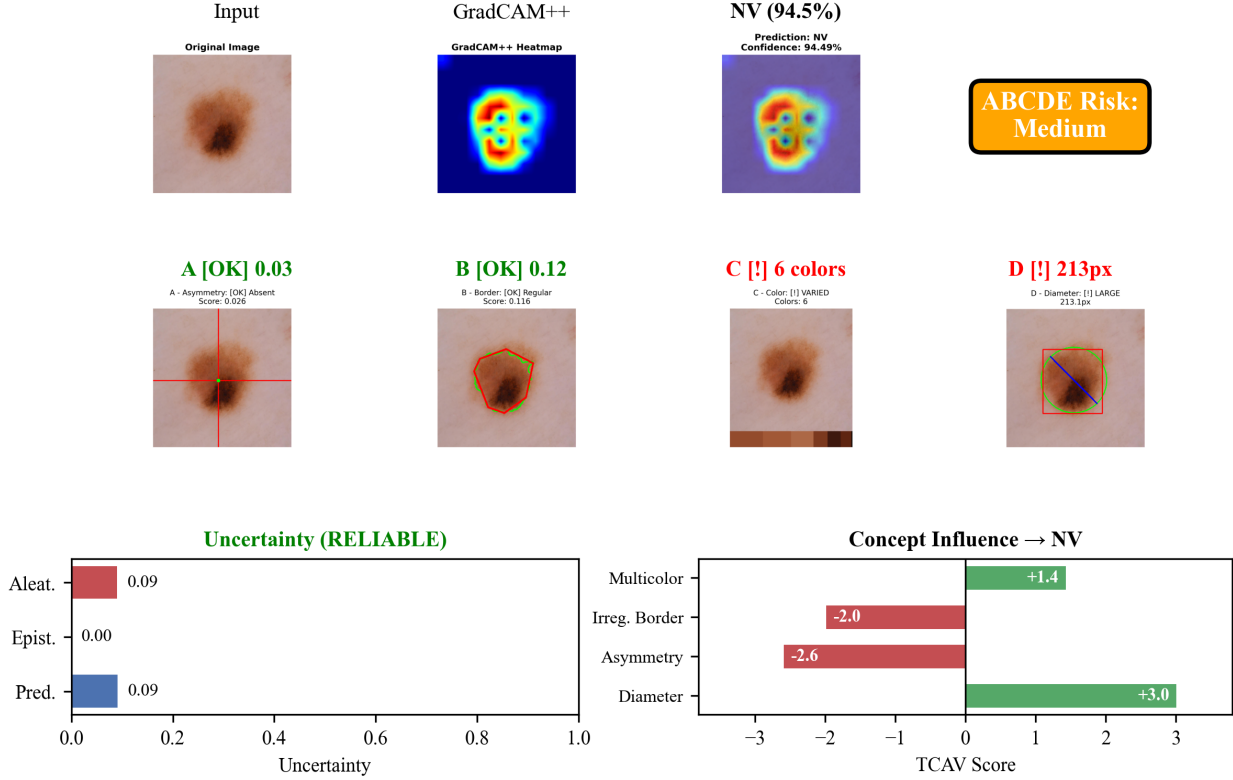 Input
GradCAM++
NV (94.5%)
Original Image
GradCAM++ Heatmap
Prediction: NV
Confidence: 94.49%
ABCDE Risk:
Medium
A [OK] 0.03
B [OK] 0.12
C [!] 6 colors
D [!] 213px
A - Asymmetry: [OK] Absent
Score: 0.026
B - Border: [OK] Regular
Score: 0.116
C - Color: [!] VARIED
Colors: 6
D - Diameter: [!] LARGE
213.1px
Uncertainty (RELIABLE)
Aleat.
0.09
Epist.
0.00
Pred.
0.09
0.0 0.2 0.4 0.6 0.8 1.0
Uncertainty
Concept Influence → NV
Multicolor
+1.4
Irreg. Border
-2.0
Asymmetry
-2.6
Diameter
+3.0
−3 −2 −1 0 1 2 3
TCAV Score